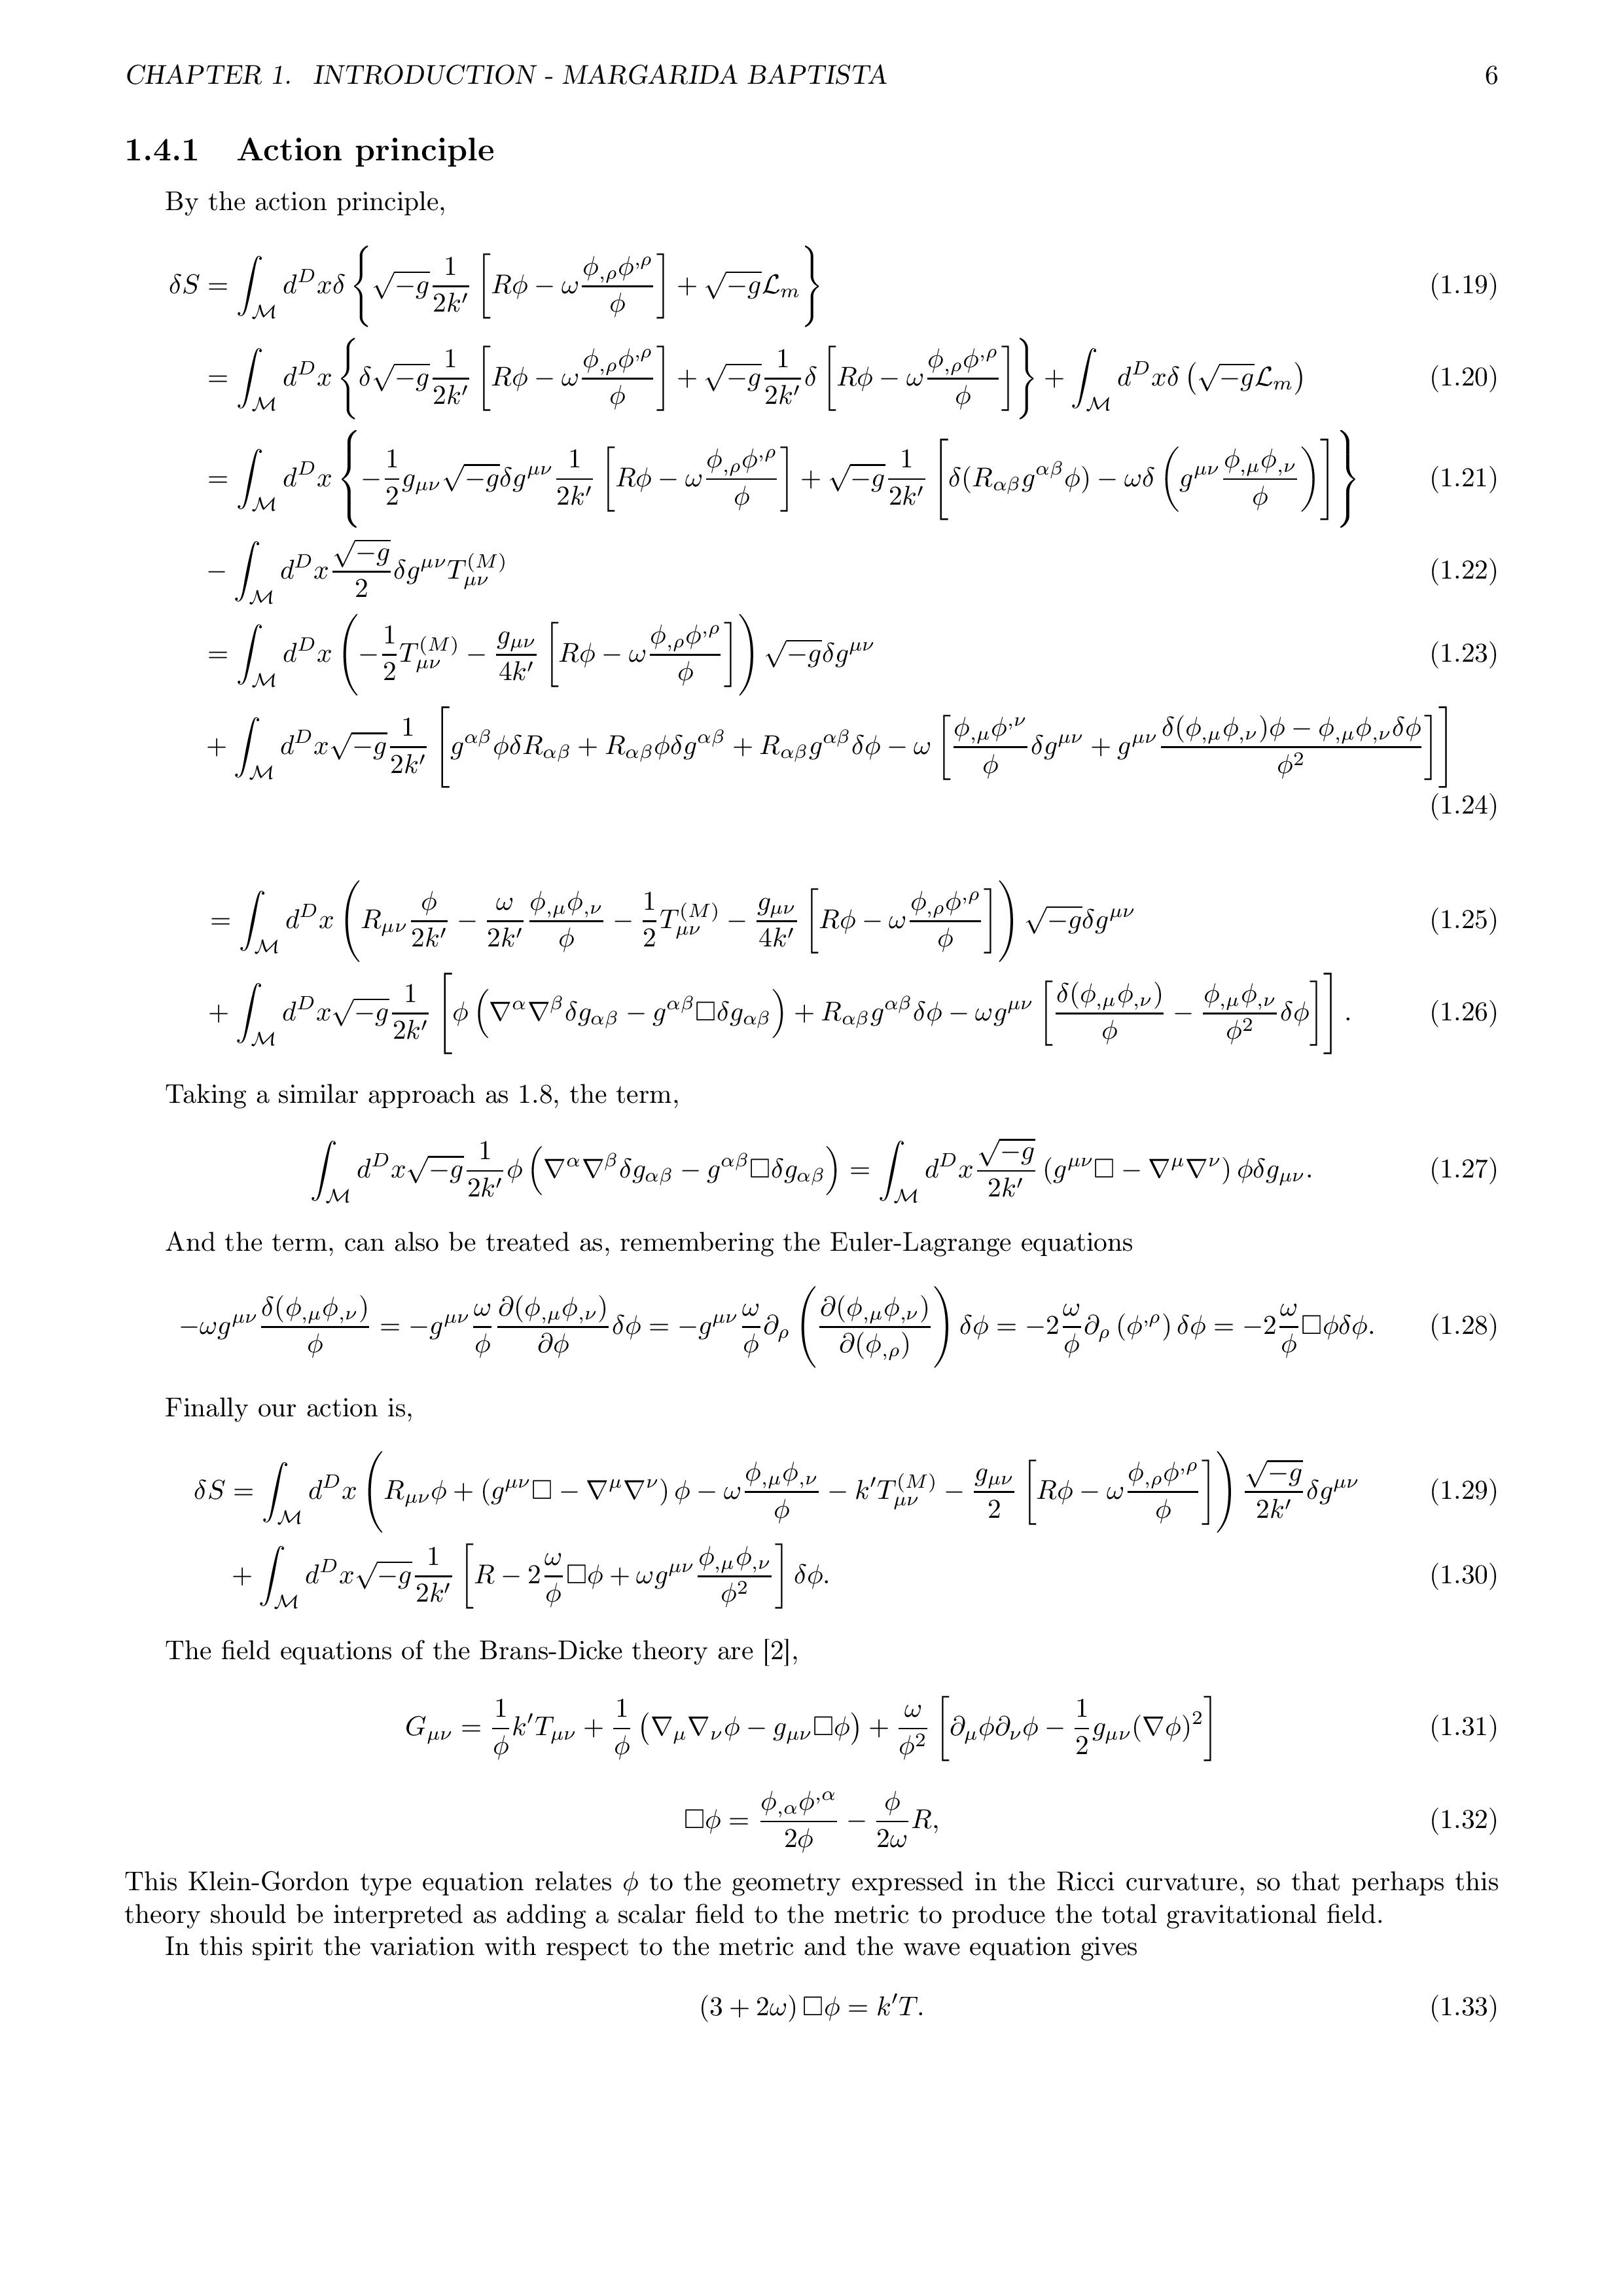 CHAPTER 1. INTRODUCTION - MARGARIDA BAPTISTA 6
1.4.1 Action principle
By the action principle,
$\delta S = \int_{\mathcal{M}} d^D x \delta \left\{ \sqrt{-g} \frac{1}{2k'} \left[ R\phi - \omega \frac{\phi_{,\rho}\phi^{,\rho}}{\phi} \right] + \sqrt{-g} \mathcal{L}_m \right\}$ (1.19)
$= \int_{\mathcal{M}} d^D x \left\{ \delta\sqrt{-g} \frac{1}{2k'} \left[ R\phi - \omega \frac{\phi_{,\rho}\phi^{,\rho}}{\phi} \right] + \sqrt{-g} \frac{1}{2k'} \delta \left[ R\phi - \omega \frac{\phi_{,\rho}\phi^{,\rho}}{\phi} \right] \right\} + \int_{\mathcal{M}} d^D x \delta \left( \sqrt{-g} \mathcal{L}_m \right)$ (1.20)
$= \int_{\mathcal{M}} d^D x \left\{ -\frac{1}{2} g_{\mu\nu} \sqrt{-g} \delta g^{\mu\nu} \frac{1}{2k'} \left[ R\phi - \omega \frac{\phi_{,\rho}\phi^{,\rho}}{\phi} \right] + \sqrt{-g} \frac{1}{2k'} \left[ \delta(R_{\alpha\beta} g^{\alpha\beta} \phi) - \omega \delta \left( g^{\mu\nu} \frac{\phi_{,\mu}\phi_{,\nu}}{\phi} \right) \right] \right\}$ (1.21)
$- \int_{\mathcal{M}} d^D x \frac{\sqrt{-g}}{2} \delta g^{\mu\nu} T^{(M)}_{\mu\nu}$ (1.22)
$= \int_{\mathcal{M}} d^D x \left( -\frac{1}{2} T^{(M)}_{\mu\nu} - \frac{g_{\mu\nu}}{4k'} \left[ R\phi - \omega \frac{\phi_{,\rho}\phi^{,\rho}}{\phi} \right] \right) \sqrt{-g} \delta g^{\mu\nu}$ (1.23)
$+ \int_{\mathcal{M}} d^D x \sqrt{-g} \frac{1}{2k'} \left[ g^{\alpha\beta} \phi \delta R_{\alpha\beta} + R_{\alpha\beta} \phi \delta g^{\alpha\beta} + R_{\alpha\beta} g^{\alpha\beta} \delta\phi - \omega \left[ \frac{\phi_{,\mu}\phi^{,\nu}}{\phi} \delta g^{\mu\nu} + g^{\mu\nu} \frac{\delta(\phi_{,\mu}\phi_{,\nu})\phi - \phi_{,\mu}\phi_{,\nu}\delta\phi}{\phi^2} \right] \right]$
(1.24)
$= \int_{\mathcal{M}} d^D x \left( R_{\mu\nu} \frac{\phi}{2k'} - \frac{\omega}{2k'} \frac{\phi_{,\mu}\phi_{,\nu}}{\phi} - \frac{1}{2} T^{(M)}_{\mu\nu} - \frac{g_{\mu\nu}}{4k'} \left[ R\phi - \omega \frac{\phi_{,\rho}\phi^{,\rho}}{\phi} \right] \right) \sqrt{-g} \delta g^{\mu\nu}$ (1.25)
$+ \int_{\mathcal{M}} d^D x \sqrt{-g} \frac{1}{2k'} \left[ \phi \left( \nabla^\alpha \nabla^\beta \delta g_{\alpha\beta} - g^{\alpha\beta} \Box \delta g_{\alpha\beta} \right) + R_{\alpha\beta} g^{\alpha\beta} \delta\phi - \omega g^{\mu\nu} \left[ \frac{\delta(\phi_{,\mu}\phi_{,\nu})}{\phi} - \frac{\phi_{,\mu}\phi_{,\nu}}{\phi^2} \delta\phi \right] \right] .$ (1.26)
Taking a similar approach as 1.8, the term,
$\int_{\mathcal{M}} d^D x \sqrt{-g} \frac{1}{2k'} \phi \left( \nabla^\alpha \nabla^\beta \delta g_{\alpha\beta} - g^{\alpha\beta} \Box \delta g_{\alpha\beta} \right) = \int_{\mathcal{M}} d^D x \frac{\sqrt{-g}}{2k'} \left( g^{\mu\nu} \Box - \nabla^\mu \nabla^\nu \right) \phi \delta g_{\mu\nu}.$ (1.27)
And the term, can also be treated as, remembering the Euler-Lagrange equations
$-\omega g^{\mu\nu} \frac{\delta(\phi_{,\mu}\phi_{,\nu})}{\phi} = -g^{\mu\nu} \frac{\omega}{\phi} \frac{\partial(\phi_{,\mu}\phi_{,\nu})}{\partial\phi} \delta\phi = -g^{\mu\nu} \frac{\omega}{\phi} \partial_\rho \left( \frac{\partial(\phi_{,\mu}\phi_{,\nu})}{\partial(\phi_{,\rho})} \right) \delta\phi = -2\frac{\omega}{\phi} \partial_\rho \left( \phi^{,\rho} \right) \delta\phi = -2\frac{\omega}{\phi} \Box\phi\delta\phi.$ (1.28)
Finally our action is,
$\delta S = \int_{\mathcal{M}} d^D x \left( R_{\mu\nu}\phi + \left( g^{\mu\nu} \Box - \nabla^\mu \nabla^\nu \right) \phi - \omega \frac{\phi_{,\mu}\phi_{,\nu}}{\phi} - k' T^{(M)}_{\mu\nu} - \frac{g_{\mu\nu}}{2} \left[ R\phi - \omega \frac{\phi_{,\rho}\phi^{,\rho}}{\phi} \right] \right) \frac{\sqrt{-g}}{2k'} \delta g^{\mu\nu}$ (1.29)
$+ \int_{\mathcal{M}} d^D x \sqrt{-g} \frac{1}{2k'} \left[ R - 2\frac{\omega}{\phi} \Box\phi + \omega g^{\mu\nu} \frac{\phi_{,\mu}\phi_{,\nu}}{\phi^2} \right] \delta\phi.$ (1.30)
The field equations of the Brans-Dicke theory are [2],
$G_{\mu\nu} = \frac{1}{\phi} k' T_{\mu\nu} + \frac{1}{\phi} \left( \nabla_\mu \nabla_\nu \phi - g_{\mu\nu} \Box\phi \right) + \frac{\omega}{\phi^2} \left[ \partial_\mu\phi\partial_\nu\phi - \frac{1}{2} g_{\mu\nu} (\nabla\phi)^2 \right]$ (1.31)
$\Box\phi = \frac{\phi_{,\alpha}\phi^{,\alpha}}{2\phi} - \frac{\phi}{2\omega} R,$ (1.32)
This Klein-Gordon type equation relates $\phi$ to the geometry expressed in the Ricci curvature, so that perhaps this
theory should be interpreted as adding a scalar field to the metric to produce the total gravitational field.
In this spirit the variation with respect to the metric and the wave equation gives
$(3 + 2\omega) \Box\phi = k'T.$ (1.33)